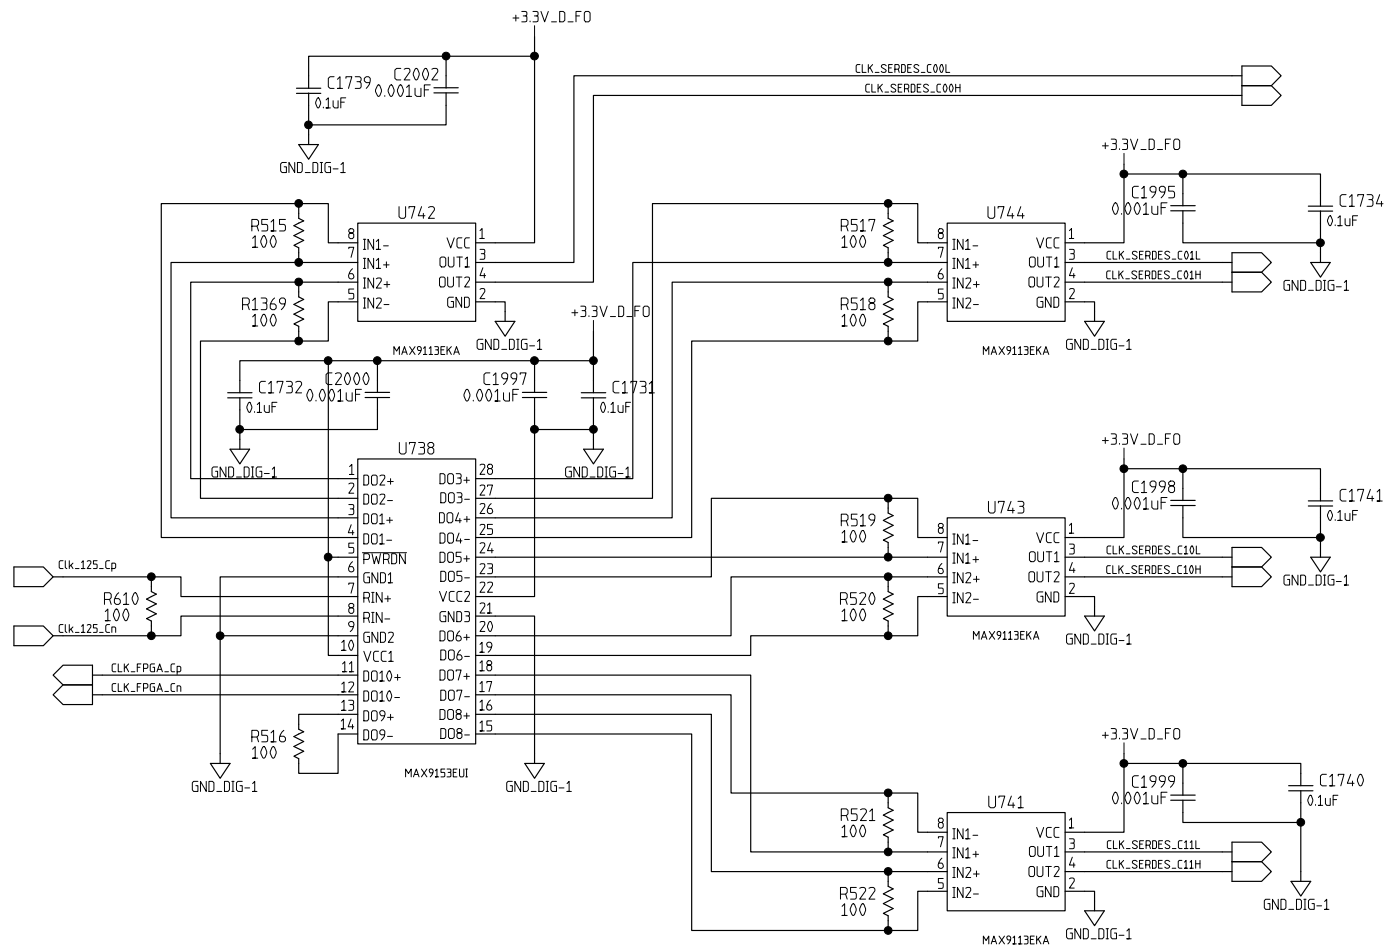 +3.3V_D_FO
C1739
0.1uF
C2002
0.001uF
GND_DIG-1
CLK_SERDES_C00L
CLK_SERDES_C00H
R515
100
R1369
100
U742
8 IN1- VCC 1
7 IN1+ OUT1 3
6 IN2+ OUT2 4
5 IN2- GND 2
MAX9113EKA
GND_DIG-1
+3.3V_D_FO
R517
100
R518
100
U744
8 IN1- VCC 1
7 IN1+ OUT1 3
6 IN2+ OUT2 4
5 IN2- GND 2
MAX9113EKA
GND_DIG-1
+3.3V_D_FO
C1995
0.001uF
C1734
0.1uF
CLK_SERDES_C01L
CLK_SERDES_C01H
GND_DIG-1
C1732
0.1uF
C2000
0.001uF
C1997
0.001uF
C1731
0.1uF
GND_DIG-1
GND_DIG-1
U738
1 DO2+ DO3+ 28
2 DO2- DO3- 27
3 DO1+ DO4+ 26
4 DO1- DO4- 25
5 PWRDN DO5+ 24
6 GND1 DO5- 23
7 RIN+ VCC2 22
8 RIN- GND3 21
9 GND2 DO6+ 20
10 VCC1 DO6- 19
11 DO10+ DO7+ 18
12 DO10- DO7- 17
13 DO9+ DO8+ 16
14 DO9- DO8- 15
MAX9153EUI
Clk_125_Cp
R610
100
Clk_125_Cn
CLK_FPGA_Cp
CLK_FPGA_Cn
R516
100
GND_DIG-1
GND_DIG-1
R519
100
R520
100
U743
8 IN1- VCC 1
7 IN1+ OUT1 3
6 IN2+ OUT2 4
5 IN2- GND 2
MAX9113EKA
GND_DIG-1
+3.3V_D_FO
C1998
0.001uF
C1741
0.1uF
CLK_SERDES_C10L
CLK_SERDES_C10H
GND_DIG-1
R521
100
R522
100
U741
8 IN1- VCC 1
7 IN1+ OUT1 3
6 IN2+ OUT2 4
5 IN2- GND 2
MAX9113EKA
GND_DIG-1
+3.3V_D_FO
C1999
0.001uF
C1740
0.1uF
CLK_SERDES_C11L
CLK_SERDES_C11H
GND_DIG-1